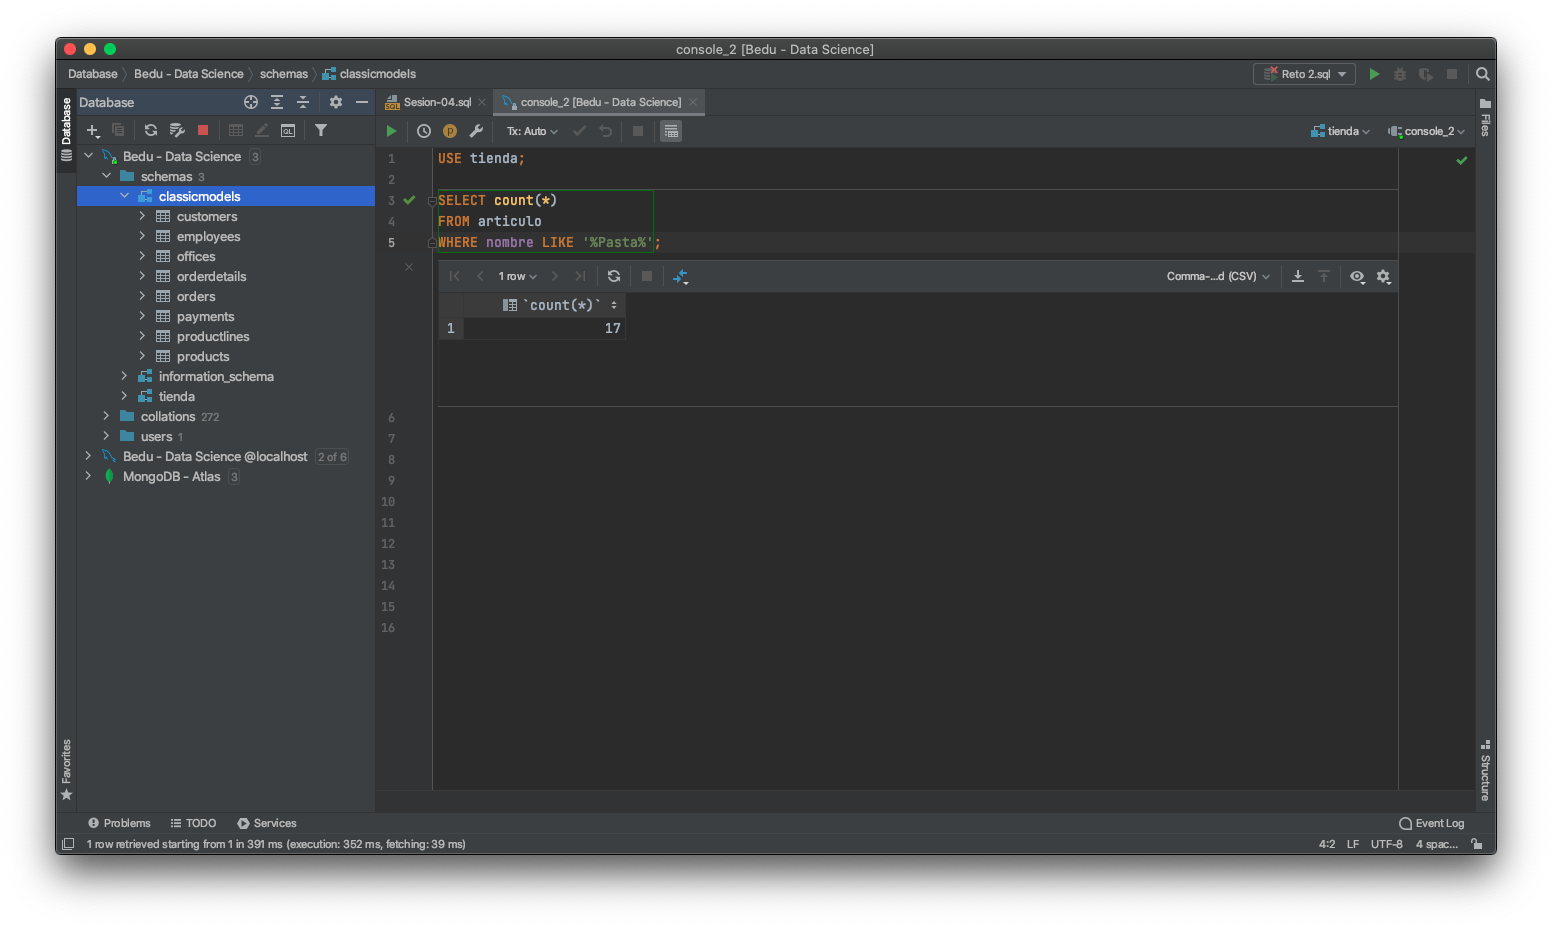 console_2 [Bedu - Data Science]
Database
Bedu - Data Science
schemas
classicmodels
Reto 2.sql
Database
Database
Sesion-04.sql
console_2 [Bedu - Data Science]
Files
Tx: Auto
tienda
console_2
Bedu - Data Science 3
schemas 3
classicmodels
customers
employees
offices
orderdetails
orders
payments
productlines
products
information_schema
tienda
collations 272
users 1
Bedu - Data Science @localhost 2 of 6
MongoDB - Atlas 3
1 USE tienda;
2
3 SELECT count(*)
4 FROM articulo
5 WHERE nombre LIKE '%Pasta%';
1 row
Comma-...d (CSV)
`count(*)`
1 17
6
7
8
9
10
11
12
13
14
15
16
Favorites
Structure
Problems
TODO
Services
Event Log
1 row retrieved starting from 1 in 391 ms (execution: 352 ms, fetching: 39 ms)
4:2 LF UTF-8 4 spac...